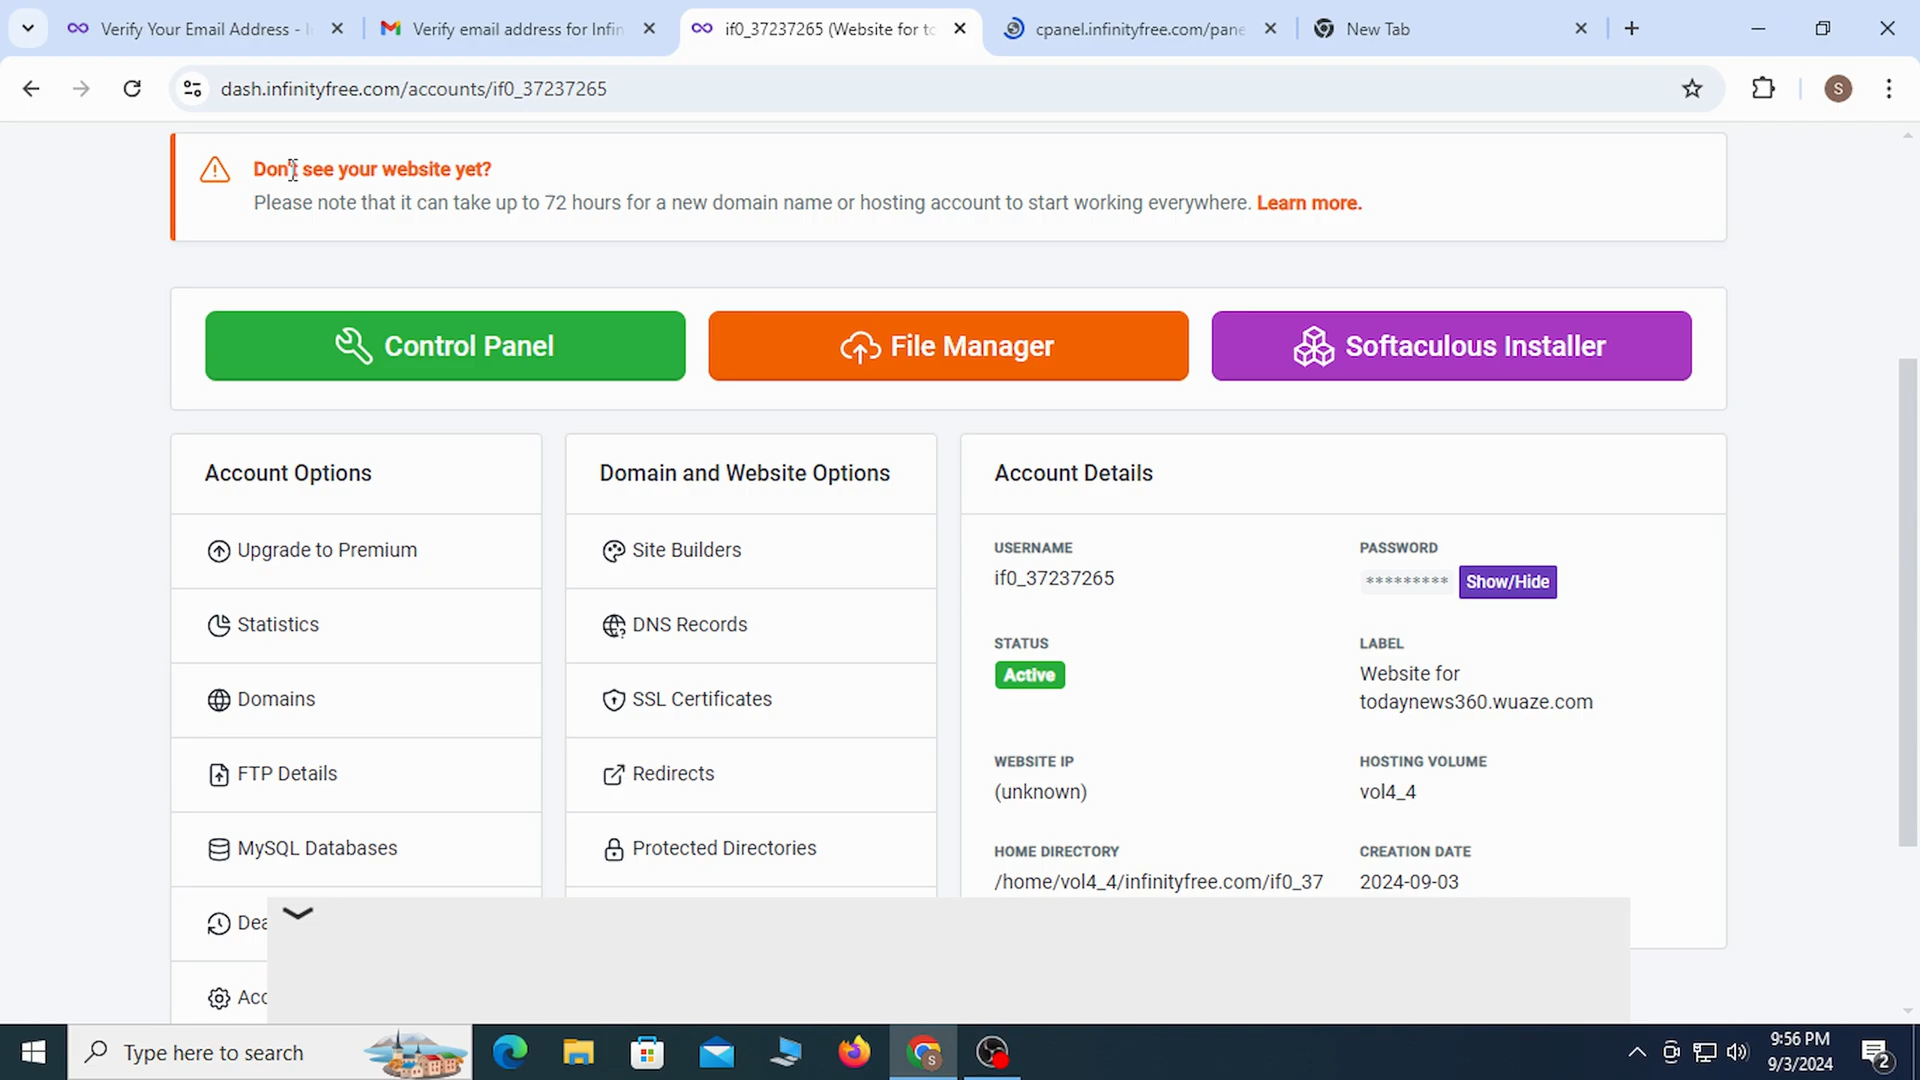 Verify Your Email Address - I
Verify email address for Infin
if0_37237265 (Website for to
cpanel.infinityfree.com/pane
New Tab
dash.infinityfree.com/accounts/if0_37237265
S
Don't see your website yet?
Please note that it can take up to 72 hours for a new domain name or hosting account to start working everywhere. Learn more.
Control Panel
File Manager
Softaculous Installer
Account Options
Upgrade to Premium
Statistics
Domains
FTP Details
MySQL Databases
Dea
Acc
Domain and Website Options
Site Builders
DNS Records
SSL Certificates
Redirects
Protected Directories
Account Details
USERNAME
if0_37237265
PASSWORD
*********
Show/Hide
STATUS
Active
LABEL
Website for
todaynews360.wuaze.com
WEBSITE IP
(unknown)
HOSTING VOLUME
vol4_4
HOME DIRECTORY
/home/vol4_4/infinityfree.com/if0_37
CREATION DATE
2024-09-03
Type here to search
S
9:56 PM
9/3/2024
2